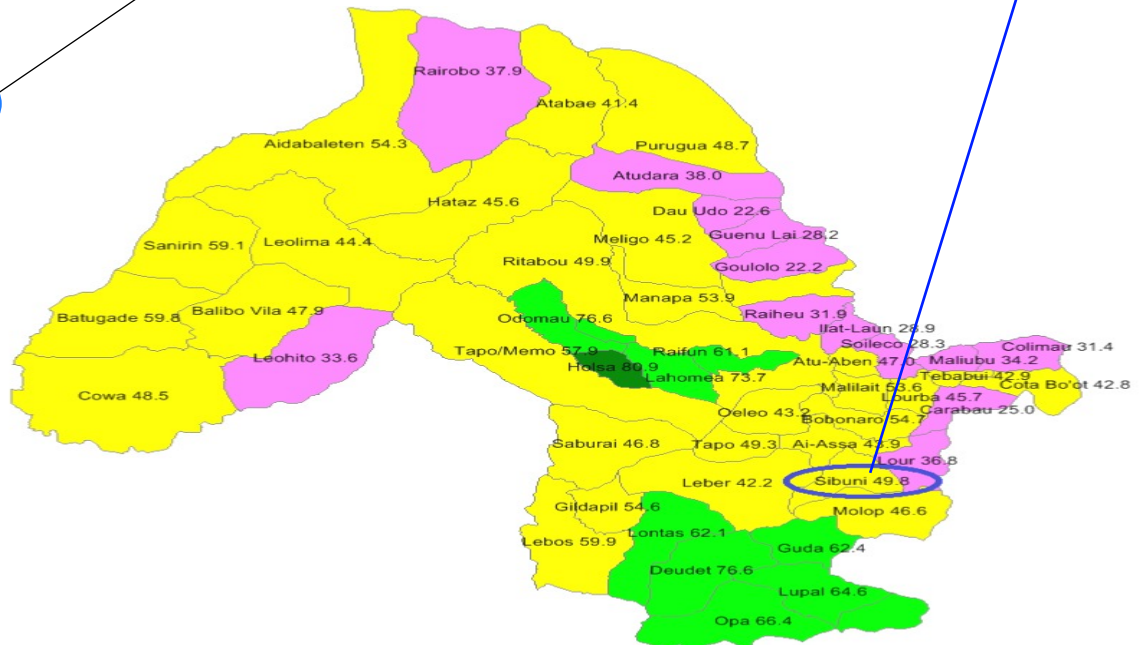 Rairobo 37.9
Atabae 41.4
Aidabaleten 54.3
Purugua 48.7
Atudara 38.0
Hataz 45.6
Dau Udo 22.6
Guenu Lai 28.2
Meligo 45.2
Sanirin 59.1
Leolima 44.4
Ritabou 49.9
Goulolo 22.2
Manapa 53.9
Balibo Vila 47.9
Batugade 59.8
Odomau 76.6
Raiheu 31.9
Ilat-Laun 28.9
Soileco 28.3
Colimau 31.4
Tapo/Memo 57.9
Raifun 61.1
Leohito 33.6
Holsa 80.9
Atu-Aben 47.0
Maliubu 34.2
Lahomea 73.7
Tebabui 42.9
Cota Bo'ot 42.8
Malilait 53.6
Cowa 48.5
Lourba 45.7
Carabau 25.0
Oeleo 43.2
Bobonaro 54.7
Saburai 46.8
Tapo 49.3
Ai-Assa 43.9
Lour 36.8
Leber 42.2
Sibuni 49.8
Gildapil 54.6
Molop 46.6
Lontas 62.1
Lebos 59.9
Guda 62.4
Deudet 76.6
Lupal 64.6
Opa 66.4